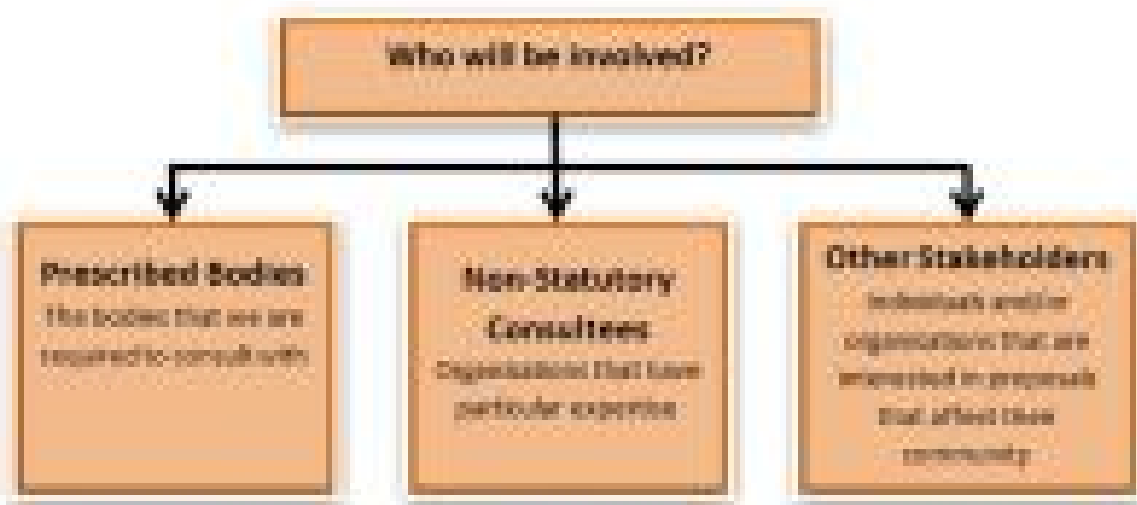 Who will be involved?
Prescribed Bodies
The bodies that we are
required to consult with
Non-Statutory
Consultees
Organisations that have
particular expertise
Other Stakeholders
Individuals and/or
organisations that are
interested in proposals
that affect their
community